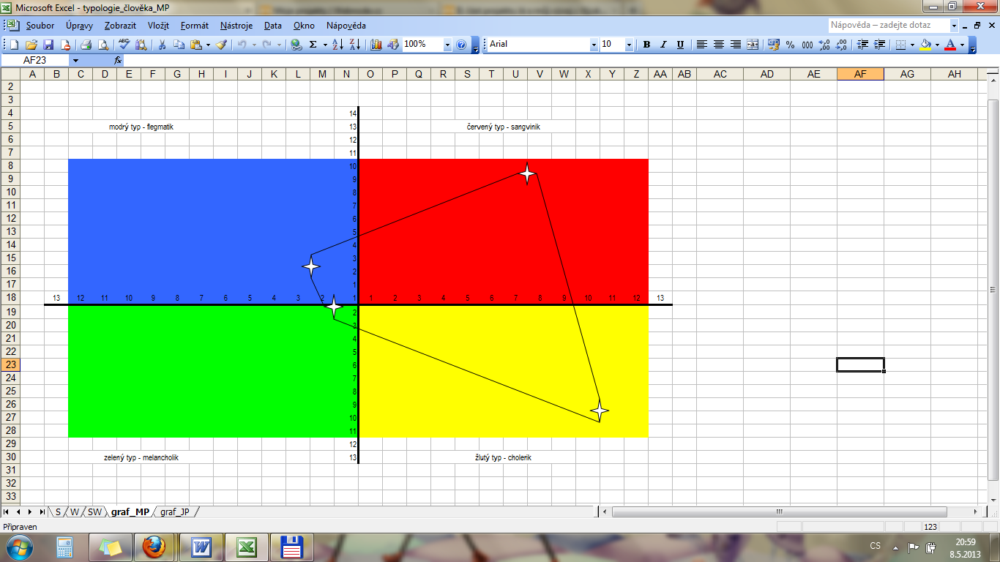 Microsoft Excel - typologie_člověka_MP
Soubor Úpravy Zobrazit Vložit Formát Nástroje Data Okno Nápověda
Nápověda – zadejte dotaz
100% Arial 10 B I U % 000
AF23 fx
A B C D E F G H I J K L M N O P Q R S T U V W X Y Z AA AB AC AD AE AF AG AH
2
3
4 14
5 modrý typ - flegmatik 13 červený typ - sangvinik
6 12
7 11
8 10
9 9
10 8
11 7
12 6
13 5
14 4
15 3
16 2
17 1
18 13 12 11 10 9 8 7 6 5 4 3 2 1 1 2 3 4 5 6 7 8 9 10 11 12 13
19 2
20 3
21 4
22 5
23 6
24 7
25 8
26 9
27 10
28 11
29 12
30 zelený typ - melancholik 13 žlutý typ - cholerik
31
32
33
S W SW graf_MP graf_JP
Připraven 123
CS 20:59
8.5.2013